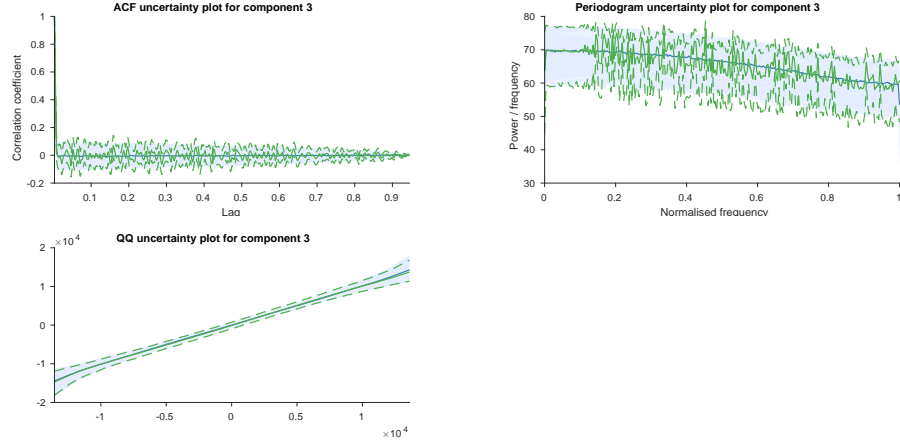 ACF uncertainty plot for component 3
Correlation coefficient
1
0.8
0.6
0.4
0.2
0
-0.2
0.1 0.2 0.3 0.4 0.5 0.6 0.7 0.8 0.9
Lag
Periodogram uncertainty plot for component 3
Power / frequency
80
70
60
50
40
30
0 0.2 0.4 0.6 0.8 1
Normalised frequency
QQ uncertainty plot for component 3
×10^4
2
1
0
-1
-2
-1 -0.5 0 0.5 1
×10^4